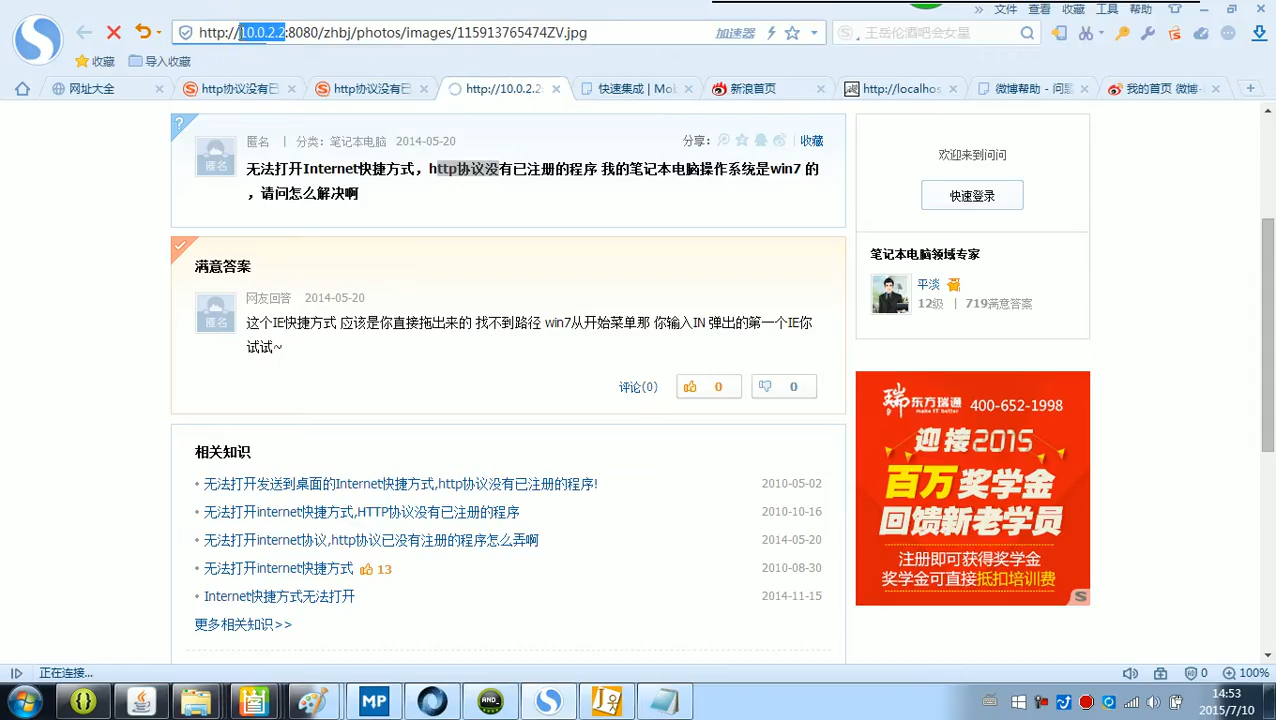 文件 查看 收藏 工具 帮助
http://10.0.2.2:8080/zhbj/photos/images/115913765474ZV.jpg
加速器
王岳伦酒吧会女星
收藏 导入收藏
网址大全
http协议没有已
http协议没有已
http://10.0.2.2:
快速集成 | Mob
新浪首页
http://localhos
微博帮助 - 问题
我的首页 微博-
匿名 | 分类: 笔记本电脑 2014-05-20
分享: 收藏
匿名
无法打开Internet快捷方式，http协议没有已注册的程序 我的笔记本电脑操作系统是win7 的
，请问怎么解决啊
满意答案
网友回答 2014-05-20
匿名
这个IE快捷方式 应该是你直接拖出来的 找不到路径 win7从开始菜单那 你输入IN 弹出的第一个IE你
试试~
评论(0) 0 0
相关知识
• 无法打开发送到桌面的Internet快捷方式,http协议没有已注册的程序! 2010-05-02
• 无法打开internet快捷方式,HTTP协议没有已注册的程序 2010-10-16
• 无法打开internet协议,http协议已没有注册的程序怎么弄啊 2014-05-20
• 无法打开internet快捷方式 13 2010-08-30
• Internet快捷方式无法打开 2014-11-15
更多相关知识>>
欢迎来到问问
快速登录
笔记本电脑领域专家
平淡
12级 | 719满意答案
瑞 东方瑞通 400-652-1998
make IT better
迎接2015
百万奖学金
回馈新老学员
注册即可获得奖学金
奖学金可直接抵扣培训费
正在连接...
0 100%
MP
AND
14:53
2015/7/10